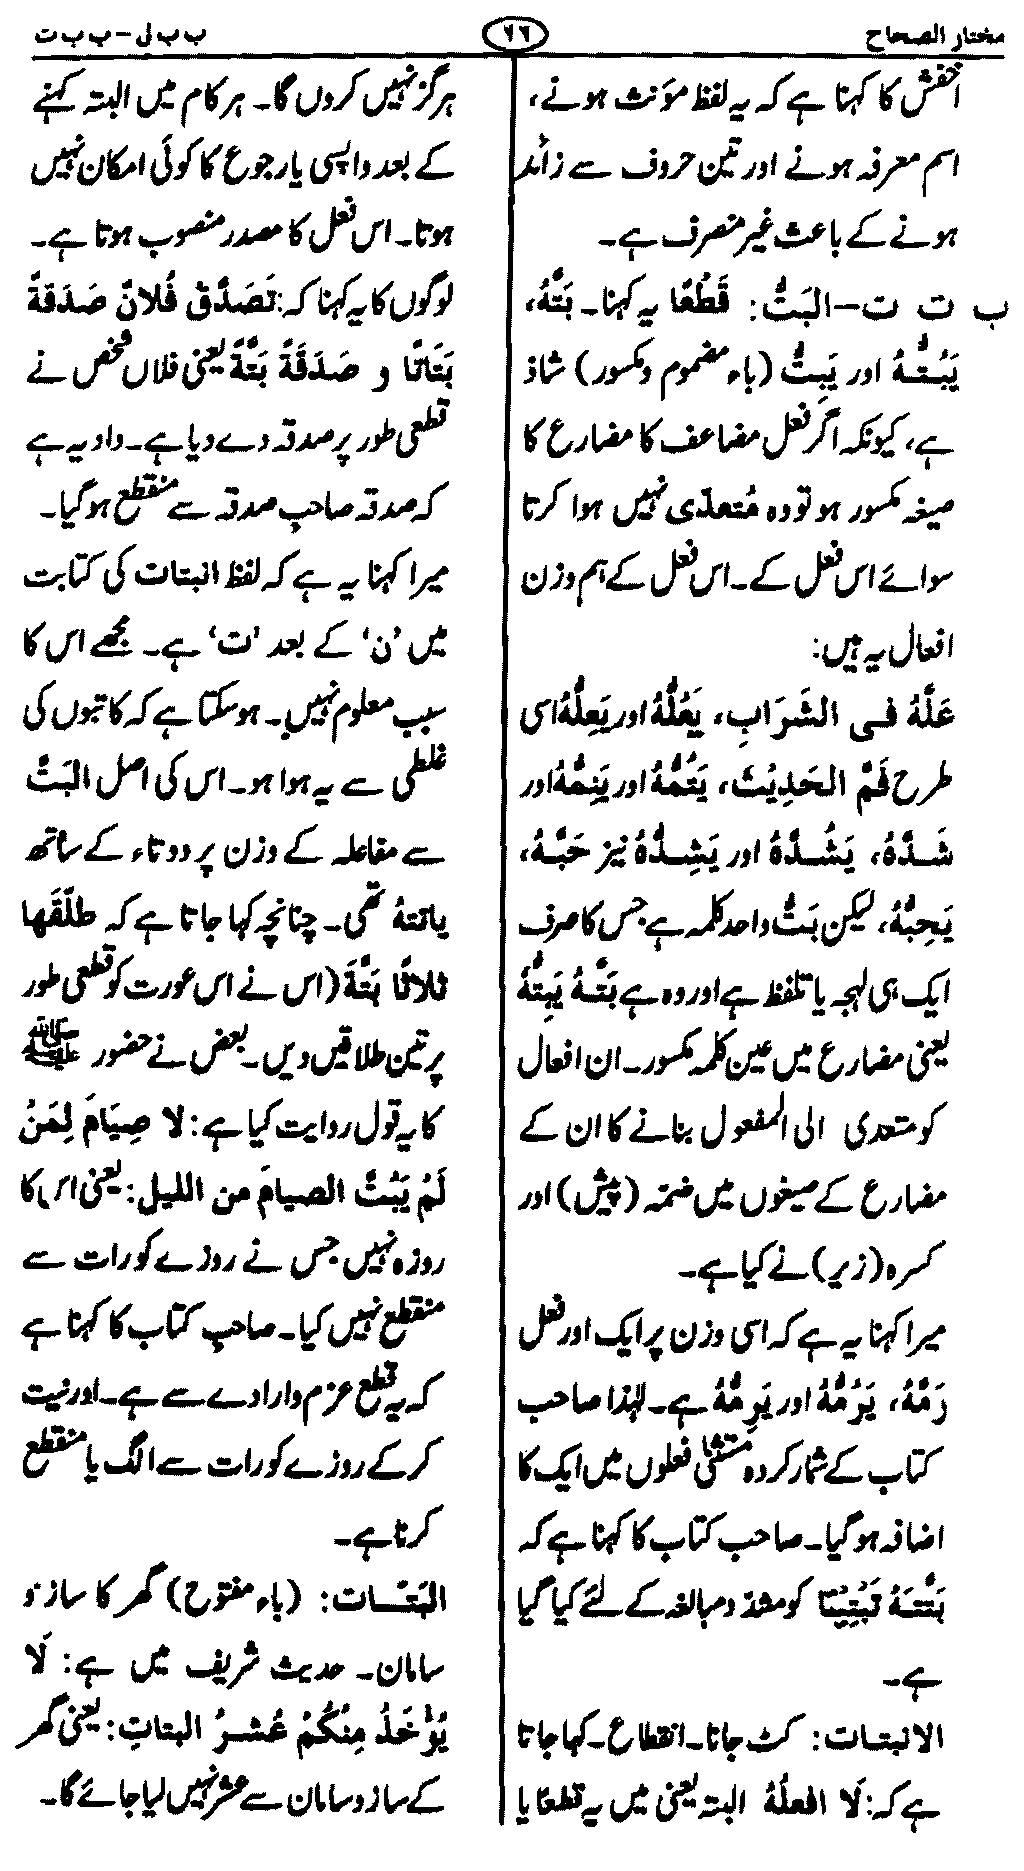 مختار الصحاح
٦٦
ب ب ل – ب ب ت
اخفش کا کہنا ہے کہ یہ لفظ مؤنث ہونے،
اسم معرفہ ہونے اور تین حروف سے زائد
ہونے کے باعث غیر منصرف ہے۔
ب ت ت – البَتُّ: قَطْعًا یہ کہنا۔ بَتَّهُ،
یَبُتُّهُ اور یَبِتُّ (باء مضموم و مکسور) شاذ
ہے، کیونکہ اگر فعل مضاعف کا مضارع کا
صیغہ مکسور ہو تو وہ مُتعدّی نہیں ہوا کرتا
سوائے اس فعل کے۔ اس فعل کے ہم وزن
افعال یہ ہیں:
عَلَّهُ فی الشَرَابِ، یَعُلُّهُ اور یَعِلُّهُ اسی
طرح نَمَّ الحَدِیْثَ، یَنُمُّهُ اور یَنِمُّهُ اور
شَدَّهُ، یَشُدُّهُ اور یَشِدُّهُ نیز حَبَّهُ،
یَحِبُّهُ، لیکن بَتُّ واحد کلمہ ہے جس کا صرف
ایک ہی لہجہ یا تلفظ ہے اور وہ ہے بَتَّهُ یَبِتُّهُ
یعنی مضارع میں عین کلمہ مکسور۔ ان افعال
کو متعدی الی المفعول بنانے کا ان کے
مضارع کے صیغوں میں ضمّہ (پیش) اور
کسرہ (زیر) نے کیا ہے۔
میرا کہنا یہ ہے کہ اسی وزن پر ایک اور فعل
رَمَّهُ، یَرُمُّهُ اور یَرِمُّهُ ہے۔ لہٰذا صاحب
کتاب کے شمار کردہ مستثنیٰ فعلوں میں ایک کا
اضافہ ہو گیا۔ صاحب کتاب کا کہنا ہے کہ
بَتَّتَهُ تَبْتِیْتًا کو مشدّد و مبالغہ کے لئے کیا گیا
ہے۔
الانبتات: کٹ جانا۔ انقطاع۔ کہا جاتا
ہے کہ: لَا افعلُهُ البتہ یعنی میں یہ قطعًا یا
ہرگز نہیں کروں گا۔ ہر کام میں البتہ کہنے
کے بعد واپسی یا رجوع کا کوئی امکان نہیں
ہوتا۔ اس فعل کا مصدر منصوب ہوتا ہے۔
لوگوں کا یہ کہنا کہ: تَصَدَّقَ فُلانٌ صَدَقَةً
بَتَاتًا و صَدَقَةً بَتَّةً یعنی فلاں شخص نے
قطعی طور پر صدقہ دے دیا ہے۔ داد یہ ہے
کہ صدقہ صاحبِ صدقہ سے منقطع ہو گیا۔
میرا کہنا یہ ہے کہ لفظ انبتات کی کتابت
میں ’ن‘ کے بعد ’ت‘ ہے۔ مجھے اس کا
سبب معلوم نہیں۔ ہو سکتا ہے کہ کاتبوں کی
غلطی سے یہ ہوا ہو۔ اس کی اصل البَتُّ
سے مفاعلہ کے وزن پر دو تاء کے ساتھ
یاتتہُ تھی۔ چنانچہ کہا جاتا ہے کہ طَلّقَها
ثلاثًا بَتَّةً (اس نے اس عورت کو قطعی طور
پر تین طلاقیں دیں۔ بعض نے حضور ﷺ
کا یہ قول روایت کیا ہے: لا صِیَامَ لِمَنْ
لَمْ یَبُتَّ الصیامَ من اللیل: یعنی اس کا
روزہ نہیں جس نے روزے کو رات سے
منقطع نہیں کیا۔ صاحبِ کتاب کا کہنا ہے
کہ یہ قطع عزم و ارادے سے ہے۔ اور نیت
کر کے روزے کو رات سے الگ یا منقطع
کرنا ہے۔
البَتَات: (باء مفتوح) گھر کا ساز و
سامان۔ حدیث شریف میں ہے: لَا
یُؤْخَذُ مِنْکُمْ عُشرُ البتاتِ: یعنی گھر
کے ساز و سامان سے عشر نہیں لیا جائے گا۔